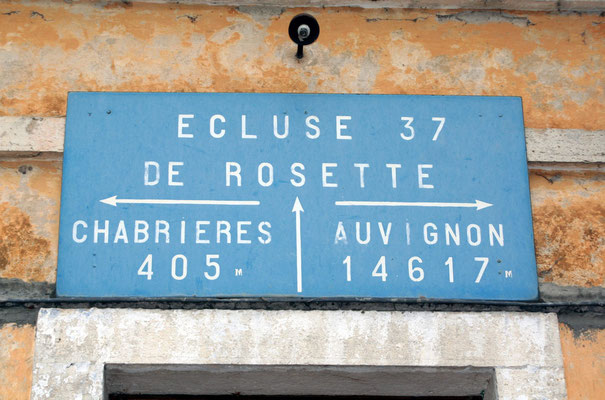 ECLUSE 37
DE ROSETTE
CHABRIERES AUVIGNON
405 M 14617 M